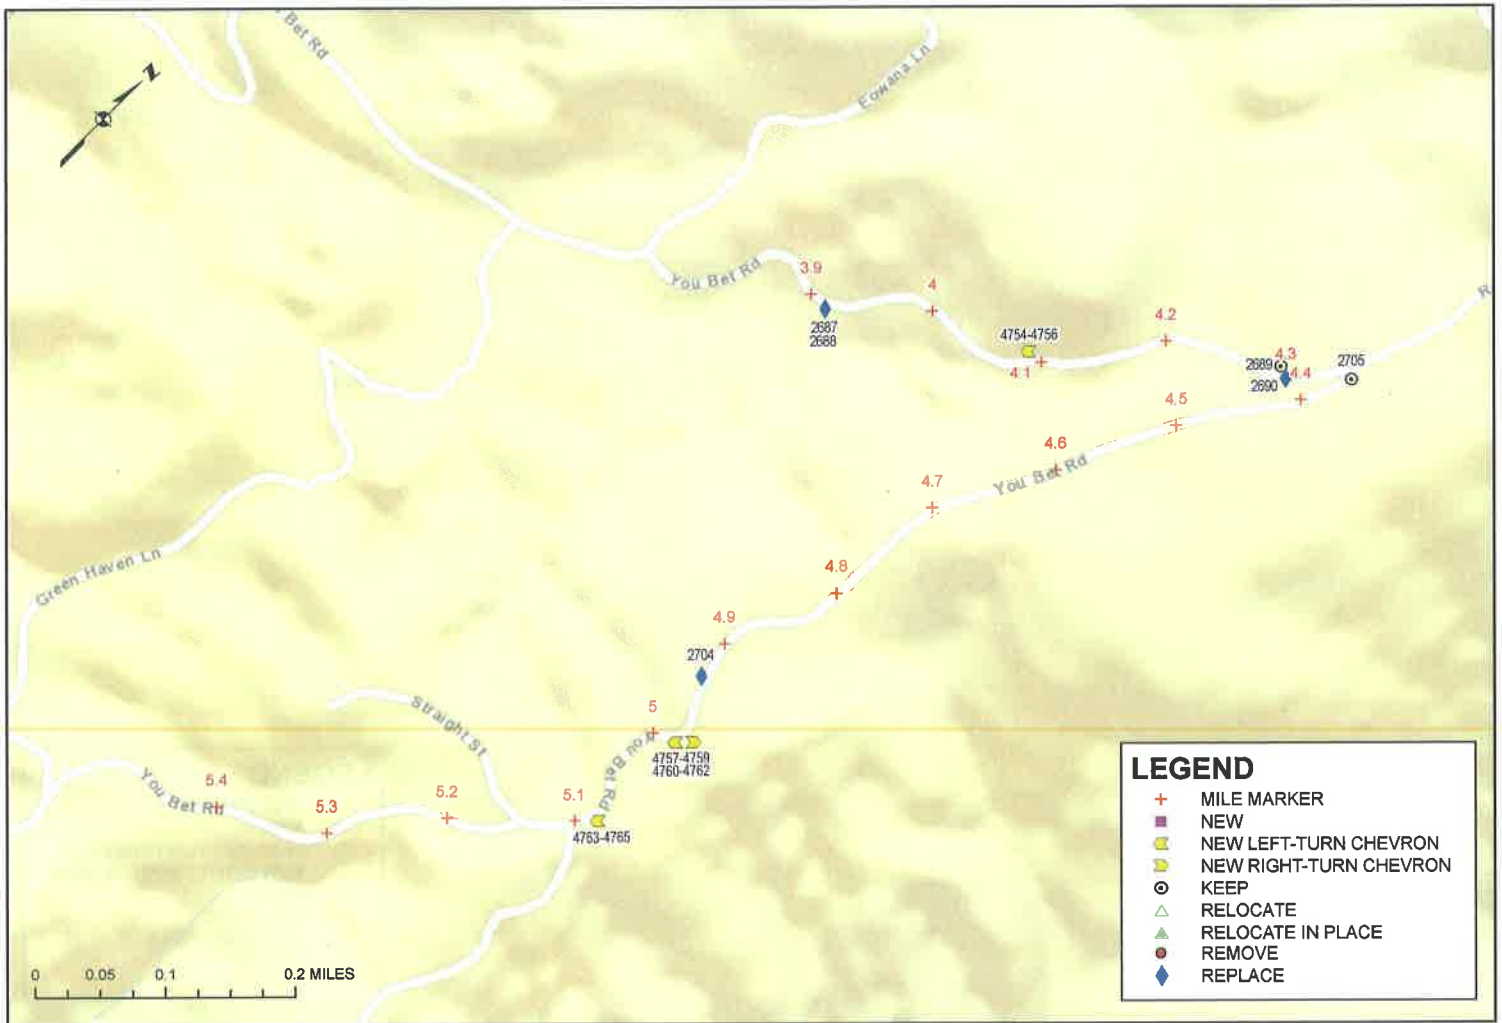 Bet Rd
Z
Eowana Ln
You Bet Rd
3.9
2687
2688
4
4754-4756
4.1
4.2
4.3
2689
4.4
2690
2705
R
4.5
4.6
You Bet Rd
4.7
4.8
4.9
2704
Green Haven Ln
5
4757-4759
4760-4762
You Bet Rd
Straight St
5.1
4763-4765
5.2
5.3
5.4
You Bet Rd
0 0.05 0.1 0.2 MILES
LEGEND
MILE MARKER
NEW
NEW LEFT-TURN CHEVRON
NEW RIGHT-TURN CHEVRON
KEEP
RELOCATE
RELOCATE IN PLACE
REMOVE
REPLACE